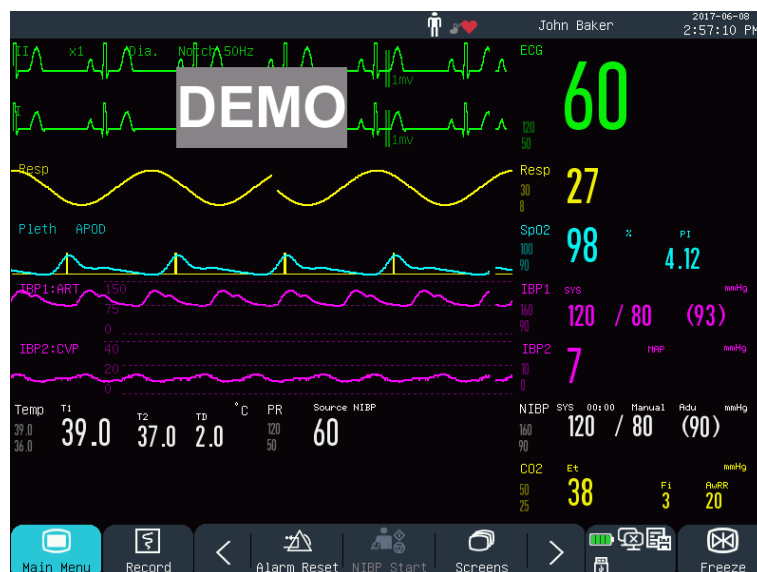 John Baker
2017-06-08
2:57:10 PM
II x1 Dia. Notch 50Hz
1mv
I
1mv
DEMO
ECG
60
120
50
Resp
Resp
30
8
27
Pleth APOD
SpO2 % PI
100
90
98
4.12
IBP1:ART 150
75
0
IBP1 SYS mmHg
160
90
120 / 80 (93)
IBP2:CVP 40
20
0
IBP2 MAP mmHg
10
0
7
Temp T1 T2 TD °C
39.0
36.0
39.0 37.0 2.0
PR Source NIBP
120
50
60
NIBP SYS 00:00 Manual Adu mmHg
160
90
120 / 80 (90)
CO2 Et mmHg
50
25
38
Fi AwRR
3 20
Main Menu
Record
<
Alarm Reset
NIBP Start
Screens
>
Freeze